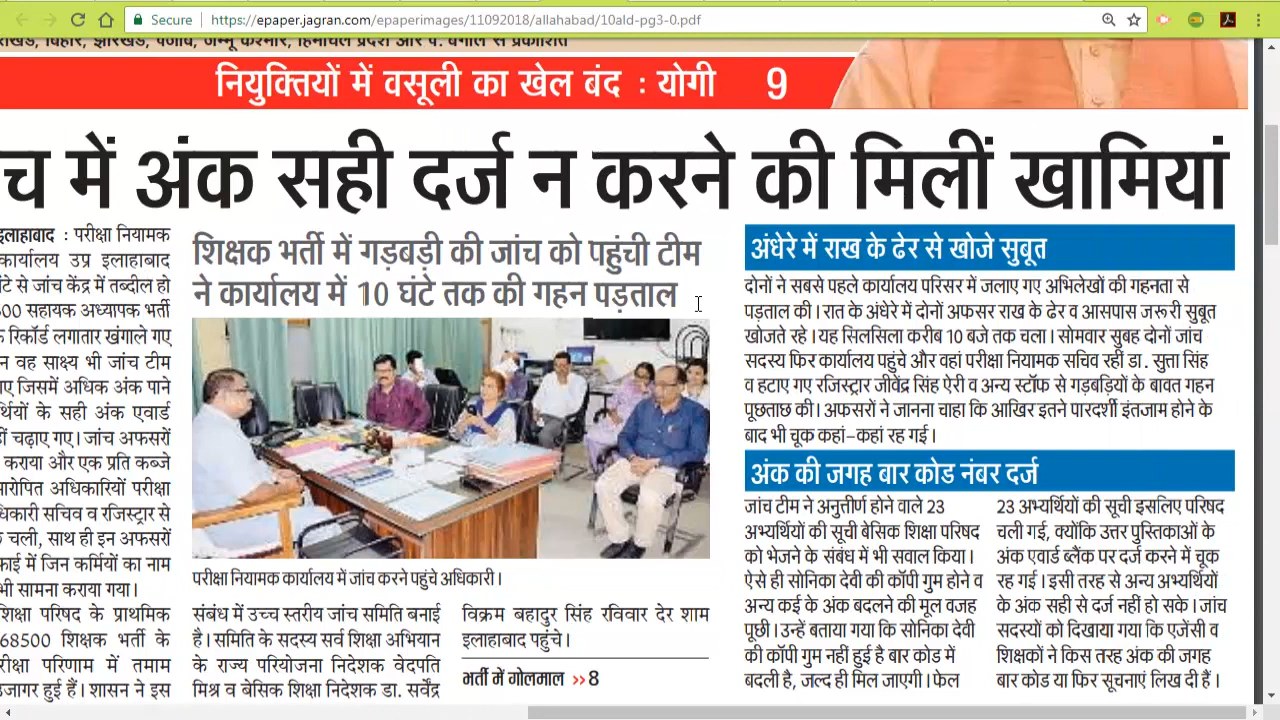 Secure
https://epaper.jagran.com/epaperimages/11092018/allahabad/10ald-pg3-0.pdf
बिहार, झारखंड, पंजाब, जम्मू कश्मीर, हिमाचल प्रदेश और प. बंगाल से प्रकाशित
नियुक्तियों में वसूली का खेल बंद : योगी 9
च में अंक सही दर्ज न करने की मिलीं खामियां
इलाहाबाद : परीक्षा नियामक
कार्यालय उप्र इलाहाबाद
टे से जांच केंद्र में तब्दील हो
00 सहायक अध्यापक भर्ती
रिकॉर्ड लगातार खंगाले गए
न वह साक्ष्य भी जांच टीम
ए जिसमें अधिक अंक पाने
र्थियों के सही अंक एवार्ड
ीं चढ़ाए गए। जांच अफसरों
कराया और एक प्रति कब्जे
ारोपित अधिकारियों परीक्षा
धिकारी सचिव व रजिस्ट्रार से
चली, साथ ही इन अफसरों
फाई में जिन कर्मियों का नाम
भी सामना कराया गया।
शिक्षा परिषद के प्राथमिक
68500 शिक्षक भर्ती के
रीक्षा परिणाम में तमाम
जागर हुई हैं। शासन ने इस
शिक्षक भर्ती में गड़बड़ी की जांच को पहुंची टीम
ने कार्यालय में 10 घंटे तक की गहन पड़ताल
परीक्षा नियामक कार्यालय में जांच करने पहुंचे अधिकारी।
संबंध में उच्च स्तरीय जांच समिति बनाई
है। समिति के सदस्य सर्व शिक्षा अभियान
के राज्य परियोजना निदेशक वेदपति
मिश्र व बेसिक शिक्षा निदेशक डा. सर्वेंद्र
विक्रम बहादुर सिंह रविवार देर शाम
इलाहाबाद पहुंचे।
भर्ती में गोलमाल >> 8
अंधेरे में राख के ढेर से खोजे सुबूत
दोनों ने सबसे पहले कार्यालय परिसर में जलाए गए अभिलेखों की गहनता से
पड़ताल की। रात के अंधेरे में दोनों अफसर राख के ढेर व आसपास जरूरी सुबूत
खोजते रहे। यह सिलसिला करीब 10 बजे तक चला। सोमवार सुबह दोनों जांच
सदस्य फिर कार्यालय पहुंचे और वहां परीक्षा नियामक सचिव रहीं डा. सुत्ता सिंह
व हटाए गए रजिस्ट्रार जीवेंद्र सिंह ऐरी व अन्य स्टॉफ से गड़बड़ियों के बावत गहन
पूछताछ की। अफसरों ने जानना चाहा कि आखिर इतने पारदर्शी इंतजाम होने के
बाद भी चूक कहां-कहां रह गई।
अंक की जगह बार कोड नंबर दर्ज
जांच टीम ने अनुत्तीर्ण होने वाले 23
अभ्यर्थियों की सूची बेसिक शिक्षा परिषद
को भेजने के संबंध में भी सवाल किया।
ऐसे ही सोनिका देवी की कॉपी गुम होने व
अन्य कई के अंक बदलने की मूल वजह
पूछी। उन्हें बताया गया कि सोनिका देवी
की कॉपी गुम नहीं हुई है बार कोड में
बदली है, जल्द ही मिल जाएगी। फेल
23 अभ्यर्थियों की सूची इसलिए परिषद
चली गई, क्योंकि उत्तर पुस्तिकाओं के
अंक एवार्ड ब्लैंक पर दर्ज करने में चूक
रह गई। इसी तरह से अन्य अभ्यर्थियों
के अंक सही से दर्ज नहीं हो सके। जांच
सदस्यों को दिखाया गया कि एजेंसी व
शिक्षकों ने किस तरह अंक की जगह
बार कोड या फिर सूचनाएं लिख दी हैं।